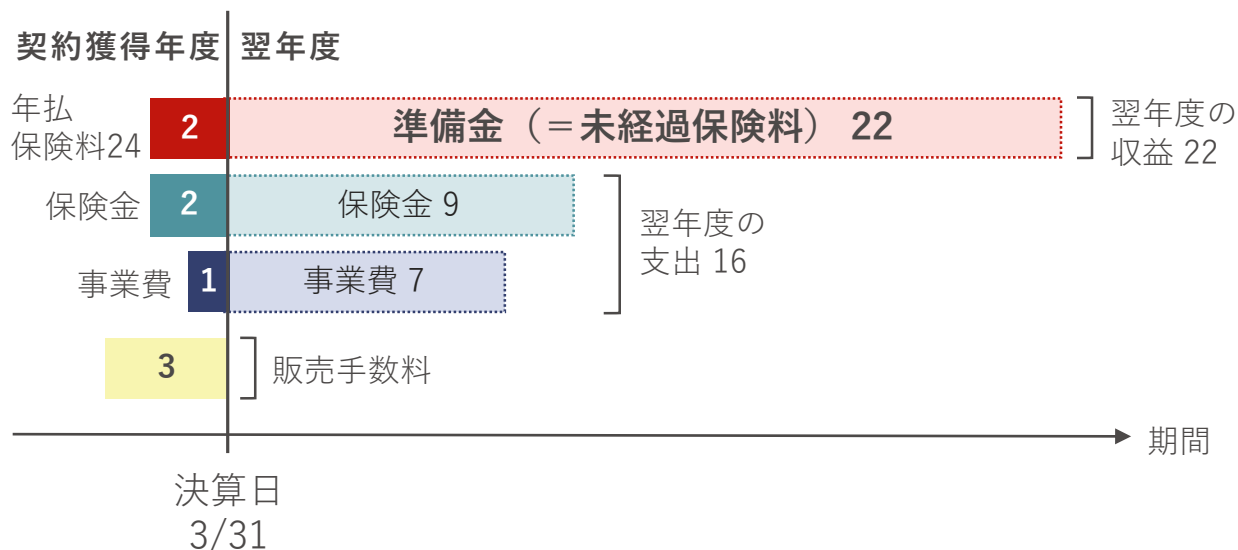 契約獲得年度 翌年度
年払
保険料24
2
準備金（＝未経過保険料） 22
翌年度の
収益 22
保険金
2
保険金 9
翌年度の
支出 16
事業費
1
事業費 7
3
販売手数料
期間
決算日
3/31